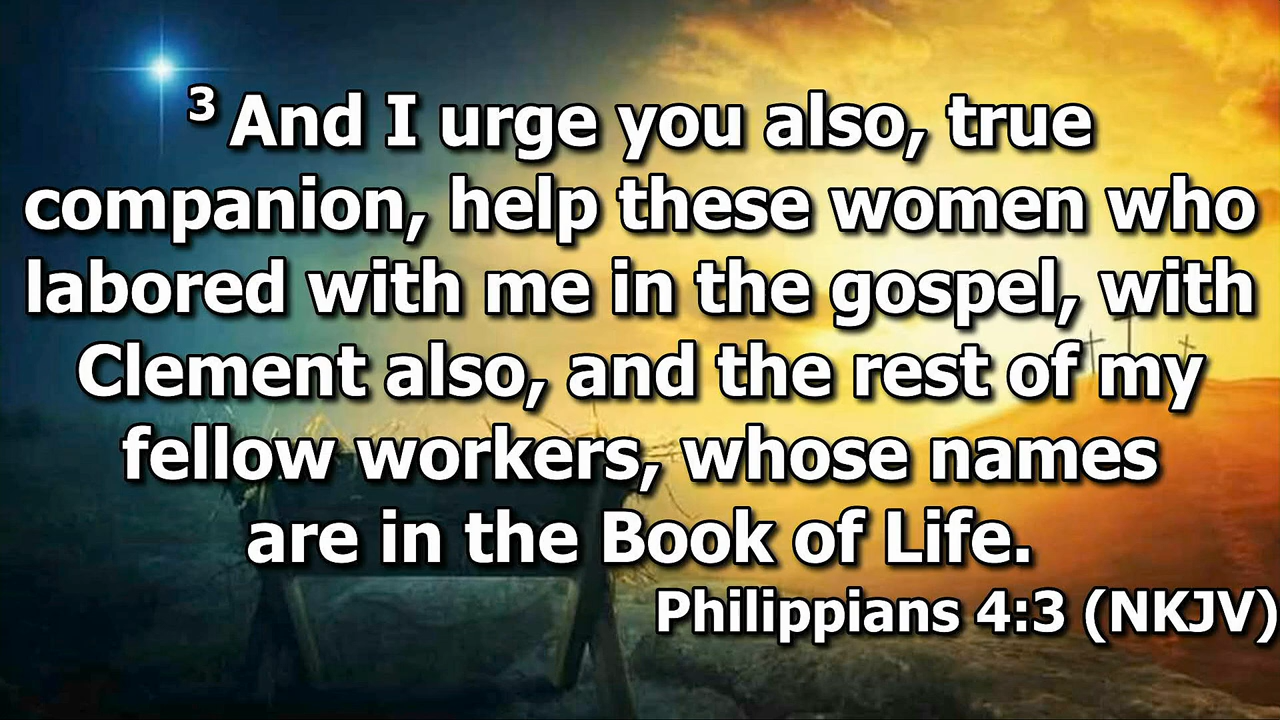 3 And I urge you also, true
companion, help these women who
labored with me in the gospel, with
Clement also, and the rest of my
fellow workers, whose names
are in the Book of Life.
Philippians 4:3 (NKJV)